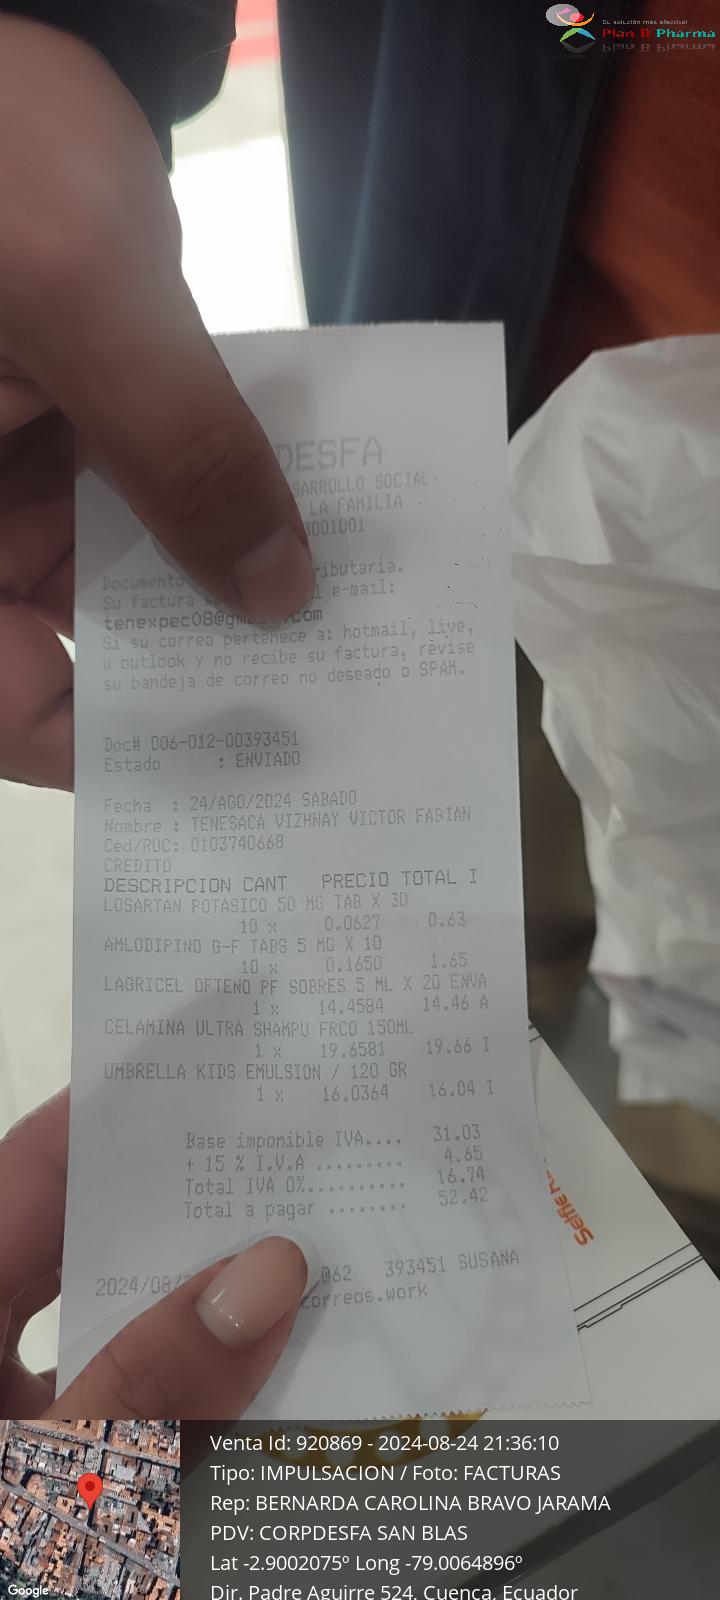 Su solución más efectiva!
Plan B Pharma
DESFA
SARROLLO SOCIAL
LA FAMILIA
3001001
Documento ributaria.
Su factura e-mail:
tenexpec08@gm .com
Si su correo pertenece a: hotmail, live,
u outlook y no recibe su factura, revise
su bandeja de correo no deseado o SPAM.
Doc# 006-012-00393451
Estado : ENVIADO
Fecha : 24/AGO/2024 SABADO
Nombre : TENESACA VIZHNAY VICTOR FABIAN
Ced/RUC: 0103740668
CREDITO
DESCRIPCION CANT PRECIO TOTAL I
LOSARTAN POTASICO 50 MG TAB X 30
10 x 0.0627 0.63
AMLODIPINO G-F TABS 5 MG X 10
10 x 0.1650 1.65
LAGRICEL OFTENO PF SOBRES 5 ML X 20 ENVA
1 x 14.4584 14.46 A
CELAMINA ULTRA SHAMPU FRCO 150ML
1 x 19.6581 19.66 I
UMBRELLA KIDS EMULSION / 120 GR
1 x 16.0364 16.04 I
Base imponible IVA.... 31.03
+ 15 % I.V.A ......... 4.65
Total IVA 0%.......... 16.74
Total a pagar ........ 52.42
2024/08/ @62 393451 SUSANA
correos.work
Selfie
Venta Id: 920869 - 2024-08-24 21:36:10
Tipo: IMPULSACION / Foto: FACTURAS
Rep: BERNARDA CAROLINA BRAVO JARAMA
PDV: CORPDESFA SAN BLAS
Lat -2.9002075º Long -79.0064896º
Dir. Padre Aguirre 524, Cuenca, Ecuador
Google